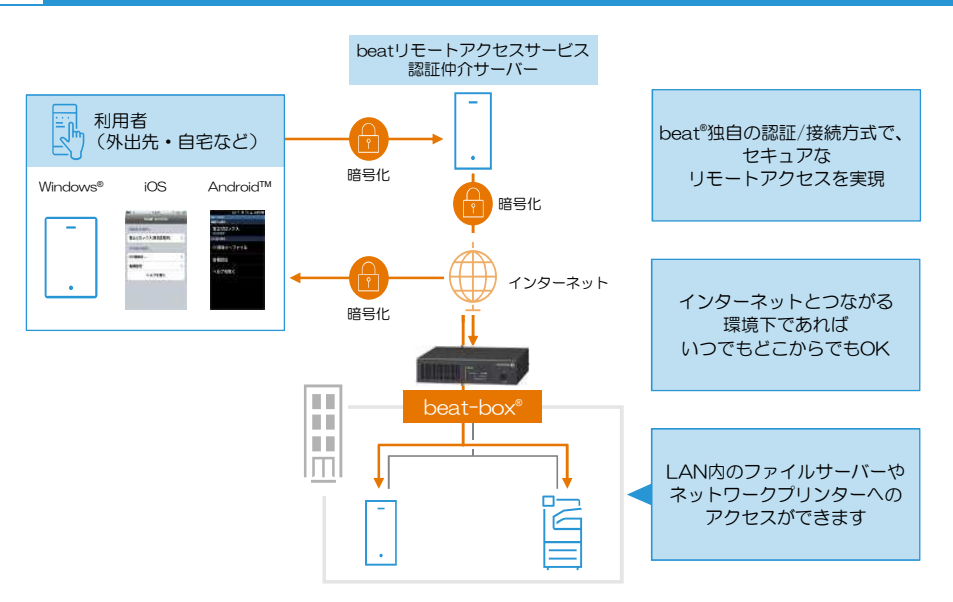 beatリモートアクセスサービス
認証仲介サーバー
利用者
（外出先・自宅など）
Windows®
iOS
Android™
暗号化
暗号化
インターネット
暗号化
beat-box®
beat®独自の認証/接続方式で、
セキュアな
リモートアクセスを実現
インターネットとつながる
環境下であれば
いつでもどこからでもOK
LAN内のファイルサーバーや
ネットワークプリンターへの
アクセスができます